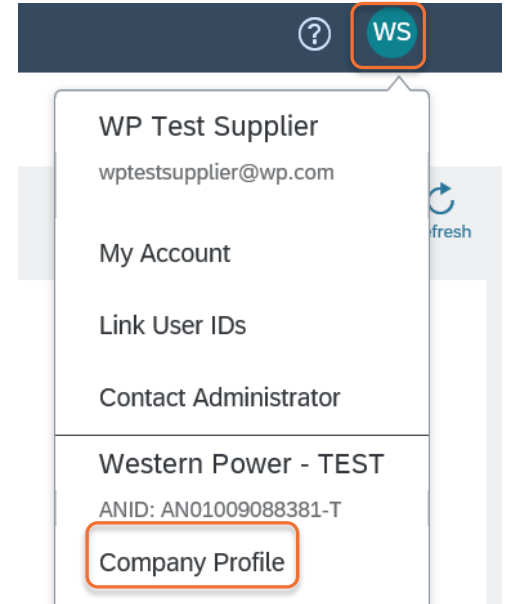 ?
WS
WP Test Supplier
wptestsupplier@wp.com
efresh
My Account
Link User IDs
Contact Administrator
Western Power - TEST
ANID: AN01009088381-T
Company Profile